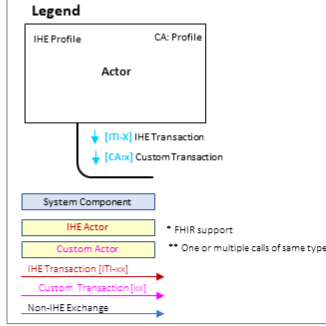 Legend
IHE Profile
CA: Profile
Actor
[ITI-X] IHE Transaction
[CA:x] Custom Transaction
System Component
IHE Actor
* FHIR support
Custom Actor
** One or multiple calls of same type
IHE Transaction [ITI-xx]
Custom Transaction [xx]
Non-IHE Exchange